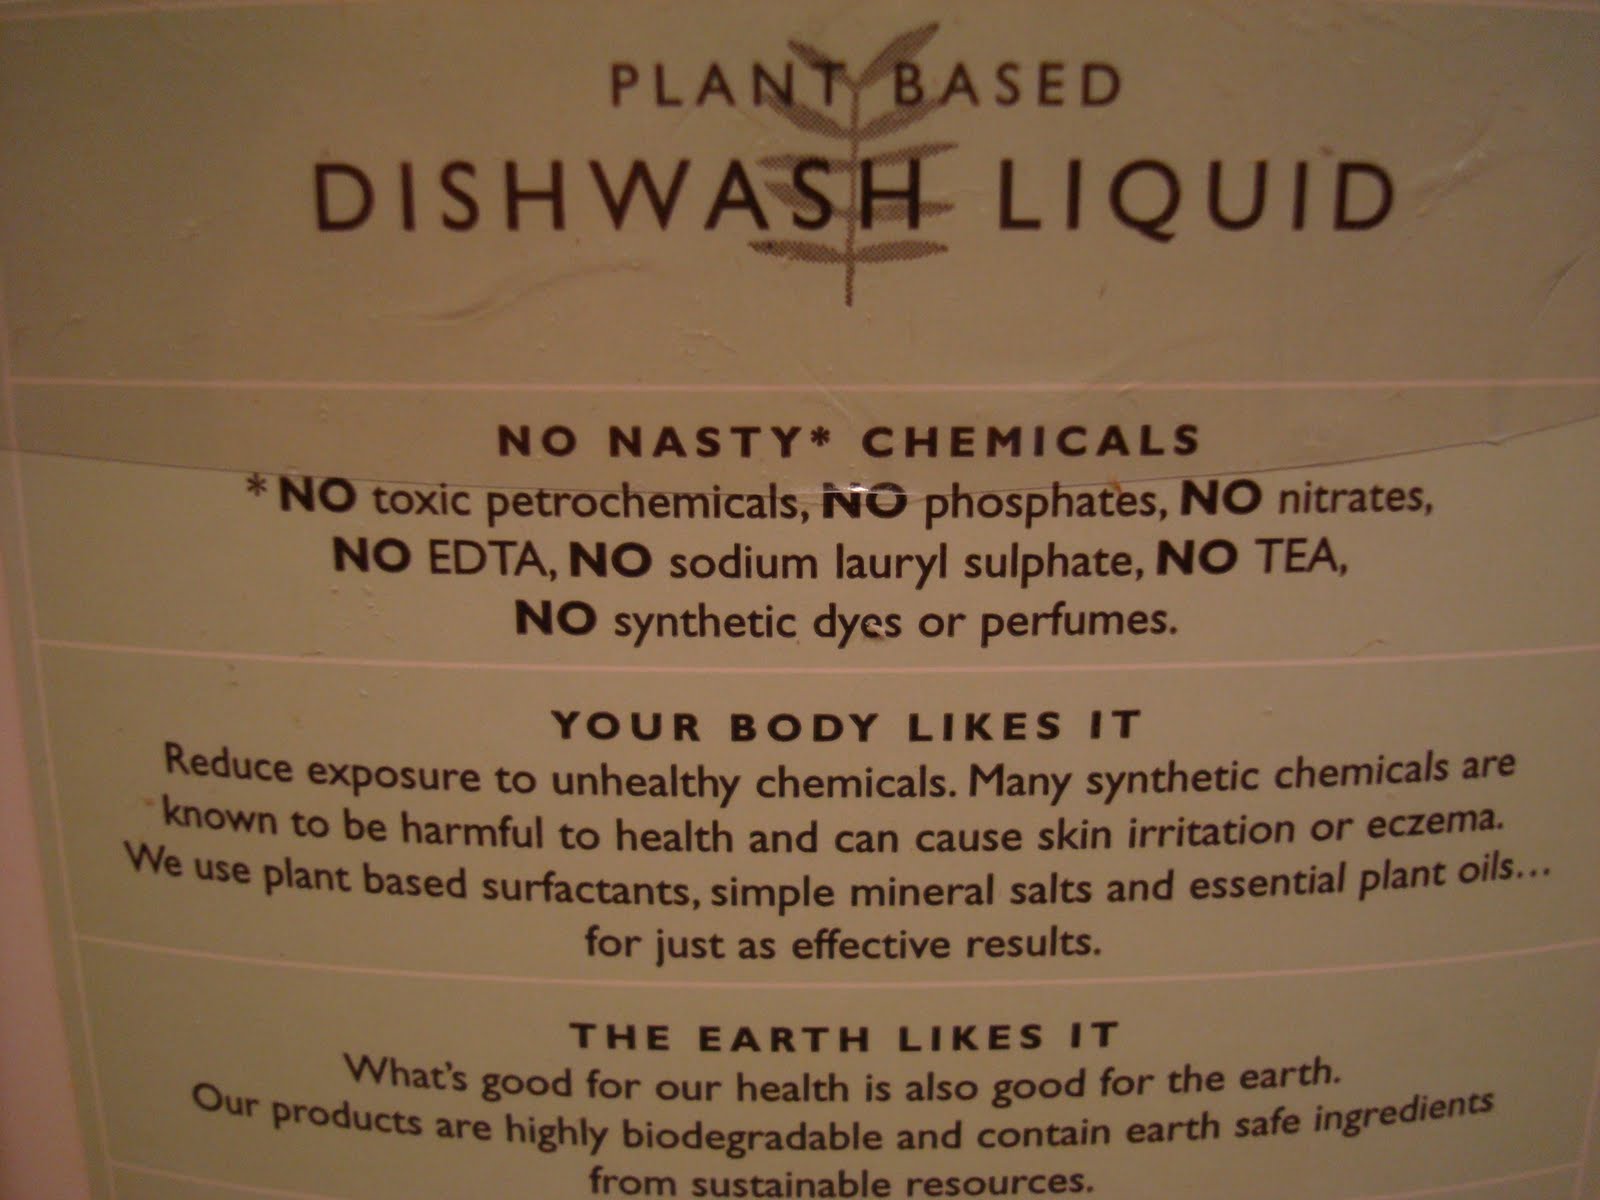 PLANT BASED
DISHWASH LIQUID
NO NASTY* CHEMICALS
*NO toxic petrochemicals, NO phosphates, NO nitrates,
NO EDTA, NO sodium lauryl sulphate, NO TEA,
NO synthetic dyes or perfumes.
YOUR BODY LIKES IT
Reduce exposure to unhealthy chemicals. Many synthetic chemicals are
known to be harmful to health and can cause skin irritation or eczema.
We use plant based surfactants, simple mineral salts and essential plant oils...
for just as effective results.
THE EARTH LIKES IT
What's good for our health is also good for the earth.
Our products are highly biodegradable and contain earth safe ingredients
from sustainable resources.